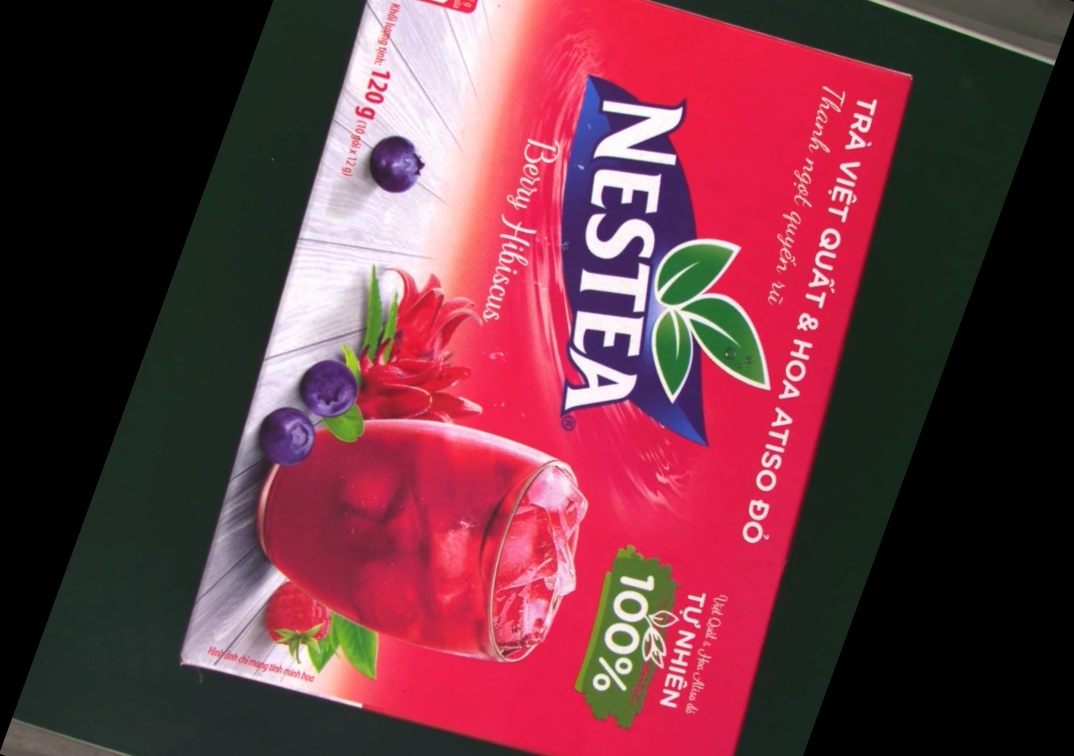 TRÀ VIỆT QUẤT & HOA ATISO ĐỎ
Thanh ngọt quyến rũ
NESTEA®
Berry Hibiscus
Việt Quất & Hoa Atiso đỏ
TỰ NHIÊN
100%
Khối lượng tịnh: 120 g (10 gói x 12 g)
Hình ảnh chỉ mang tính minh họa